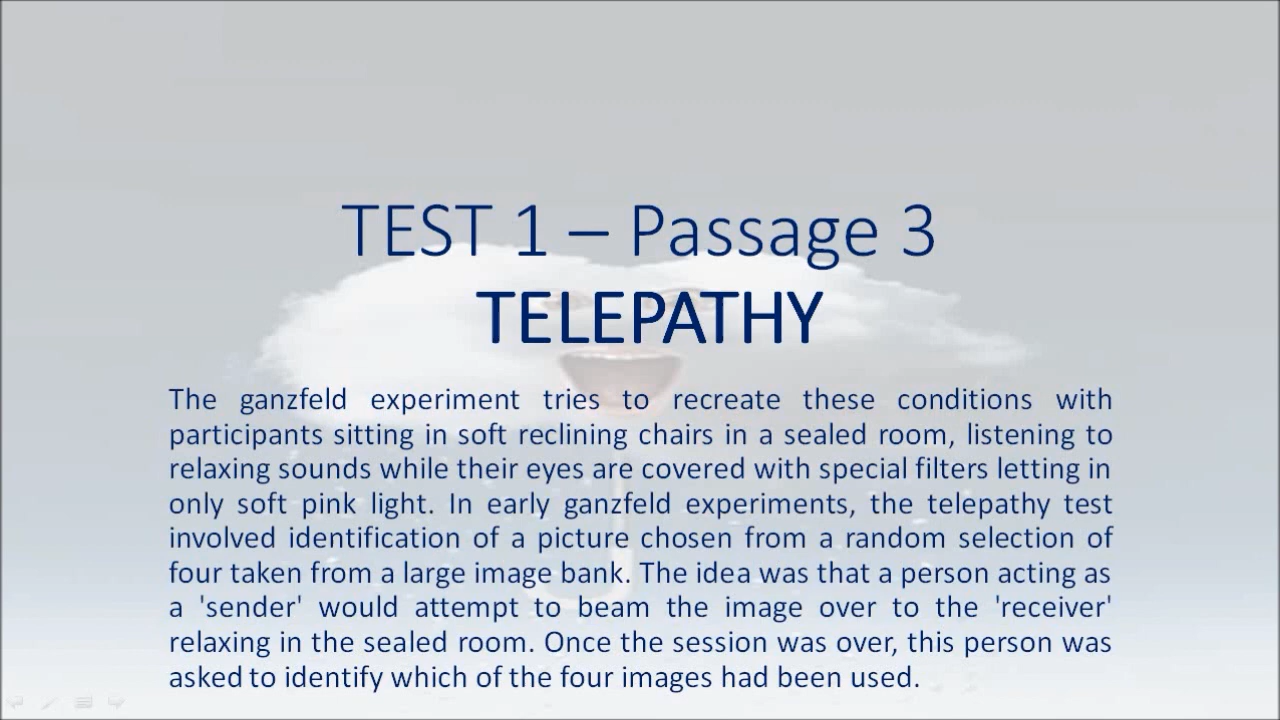 TEST 1 – Passage 3
TELEPATHY
The ganzfeld experiment tries to recreate these conditions with
participants sitting in soft reclining chairs in a sealed room, listening to
relaxing sounds while their eyes are covered with special filters letting in
only soft pink light. In early ganzfeld experiments, the telepathy test
involved identification of a picture chosen from a random selection of
four taken from a large image bank. The idea was that a person acting as
a 'sender' would attempt to beam the image over to the 'receiver'
relaxing in the sealed room. Once the session was over, this person was
asked to identify which of the four images had been used.